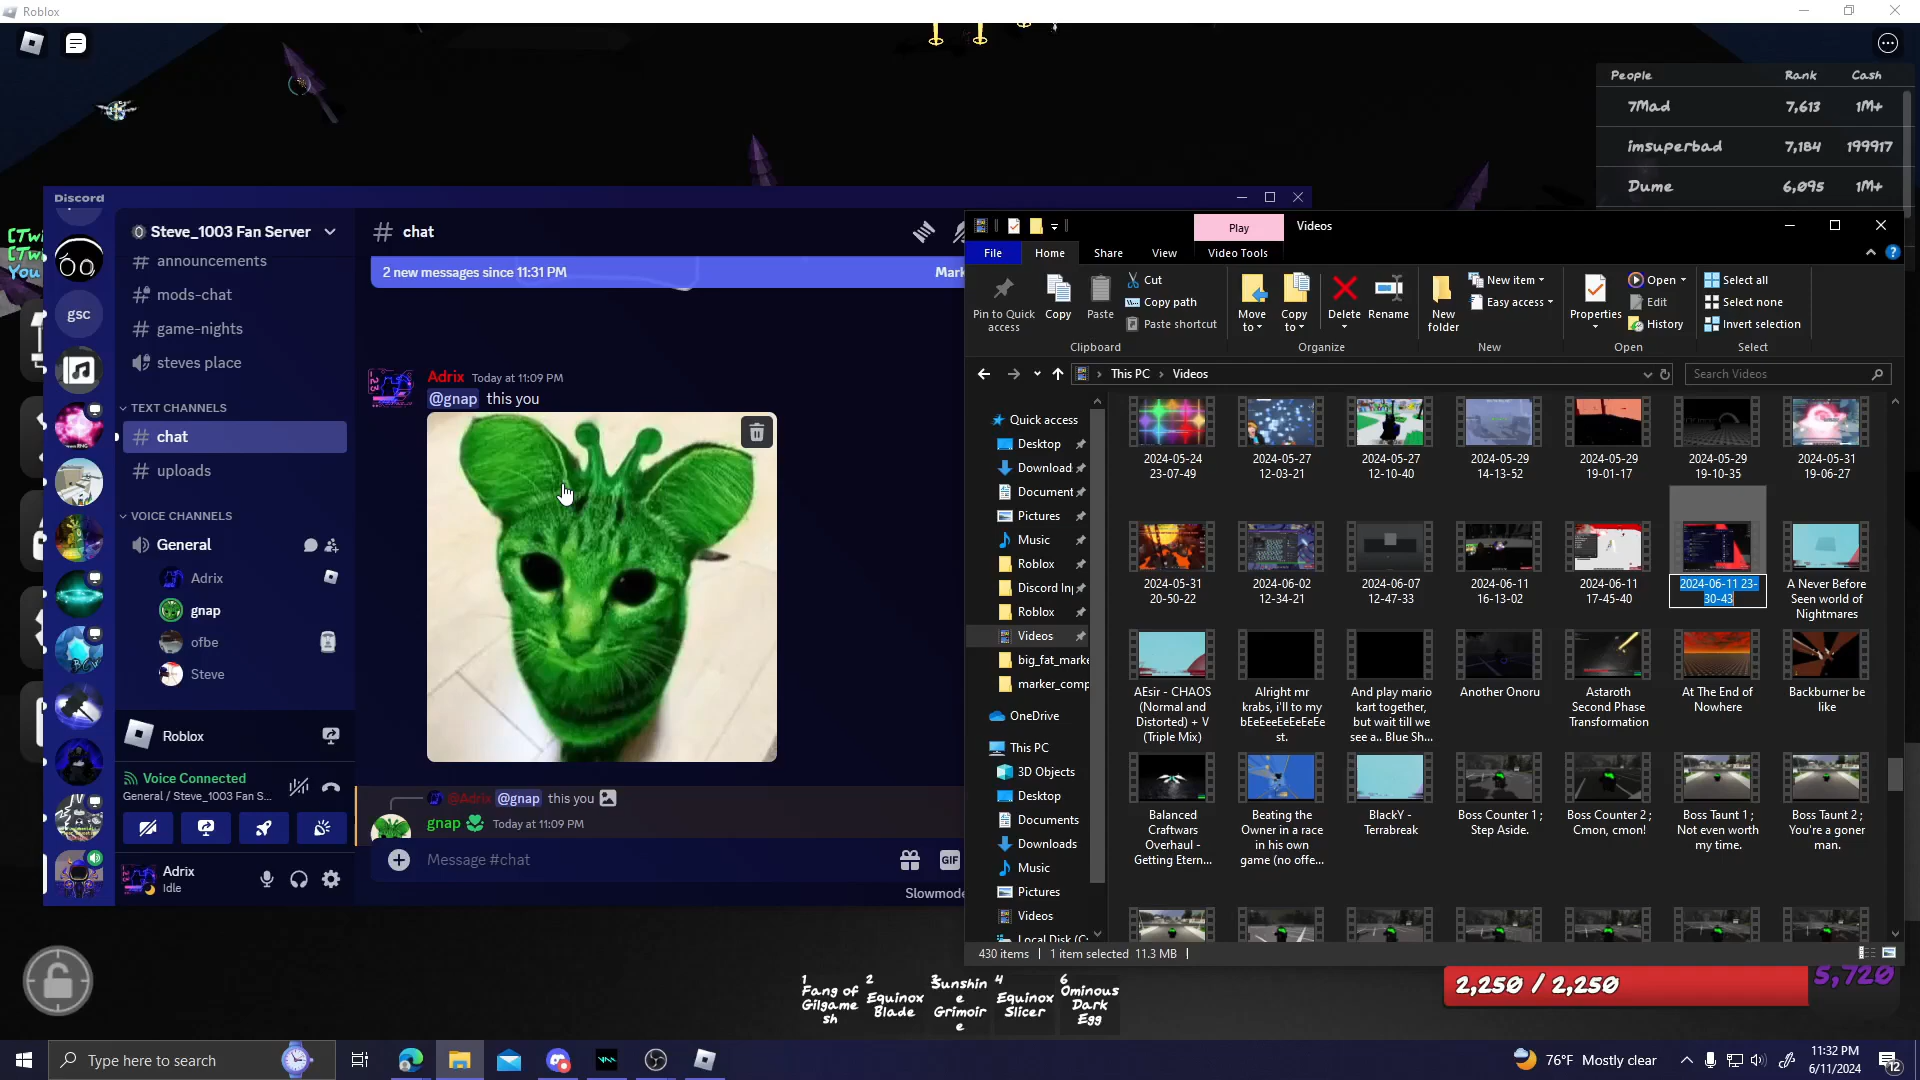 Roblox
People Rank Cash
7Mad 7,613 1M+
imsuperbad 7,184 199917
Dume 6,095 1M+
[Twi
[Tw
You
Discord
Steve_1003 Fan Server
announcements
mods-chat
game-nights
steves place
TEXT CHANNELS
chat
uploads
VOICE CHANNELS
General
Adrix
gnap
ofbe
Steve
Roblox
Voice Connected
General / Steve_1003 Fan S...
Adrix
Idle
gsc
# chat
2 new messages since 11:31 PM Mark
Adrix Today at 11:09 PM
@gnap this you
@Adrix @gnap this you
gnap Today at 11:09 PM
Message #chat
GIF
Slowmode
Play Videos
File Home Share View Video Tools
Pin to Quick access
Copy
Paste
Cut
Copy path
Paste shortcut
Clipboard
Move to
Copy to
Delete
Rename
Organize
New folder
New item
Easy access
New
Properties
Open
Edit
History
Open
Select all
Select none
Invert selection
Select
This PC > Videos
Search Videos
Quick access
Desktop
Download
Document
Pictures
Music
Roblox
Discord In
Roblox
Videos
big_fat_marke
marker_comp
OneDrive
This PC
3D Objects
Desktop
Documents
Downloads
Music
Pictures
Videos
Local Disk (C:
2024-05-24 23-07-49
2024-05-27 12-03-21
2024-05-27 12-10-40
2024-05-29 14-13-52
2024-05-29 19-01-17
2024-05-29 19-10-35
2024-05-31 19-06-27
2024-05-31 20-50-22
2024-06-02 12-34-21
2024-06-07 12-47-33
2024-06-11 16-13-02
2024-06-11 17-45-40
2024-06-11 23-30-43
A Never Before Seen world of Nightmares
AEsir - CHAOS (Normal and Distorted) + V (Triple Mix)
Alright mr krabs, i'll to my bEeEeeEeEeEeEe st.
And play mario kart together, but wait till we see a.. Blue Sh...
Another Onoru
Astaroth Second Phase Transformation
At The End of Nowhere
Backburner be like
Balanced Craftwars Overhaul - Getting Etern...
Beating the Owner in a race in his own game (no offe...
BlackY - Terrabreak
Boss Counter 1 ; Step Aside.
Boss Counter 2 ; Cmon, cmon!
Boss Taunt 1 ; Not even worth my time.
Boss Taunt 2 ; You're a goner man.
430 items 1 item selected 11.3 MB
1 Fang of Gilgamesh
2 Equinox Blade
3 Sunshine Grimoire
4 Equinox Slicer
6 Ominous Dark Egg
2,250 / 2,250
5,720
Type here to search
76°F Mostly clear
11:32 PM
6/11/2024
12